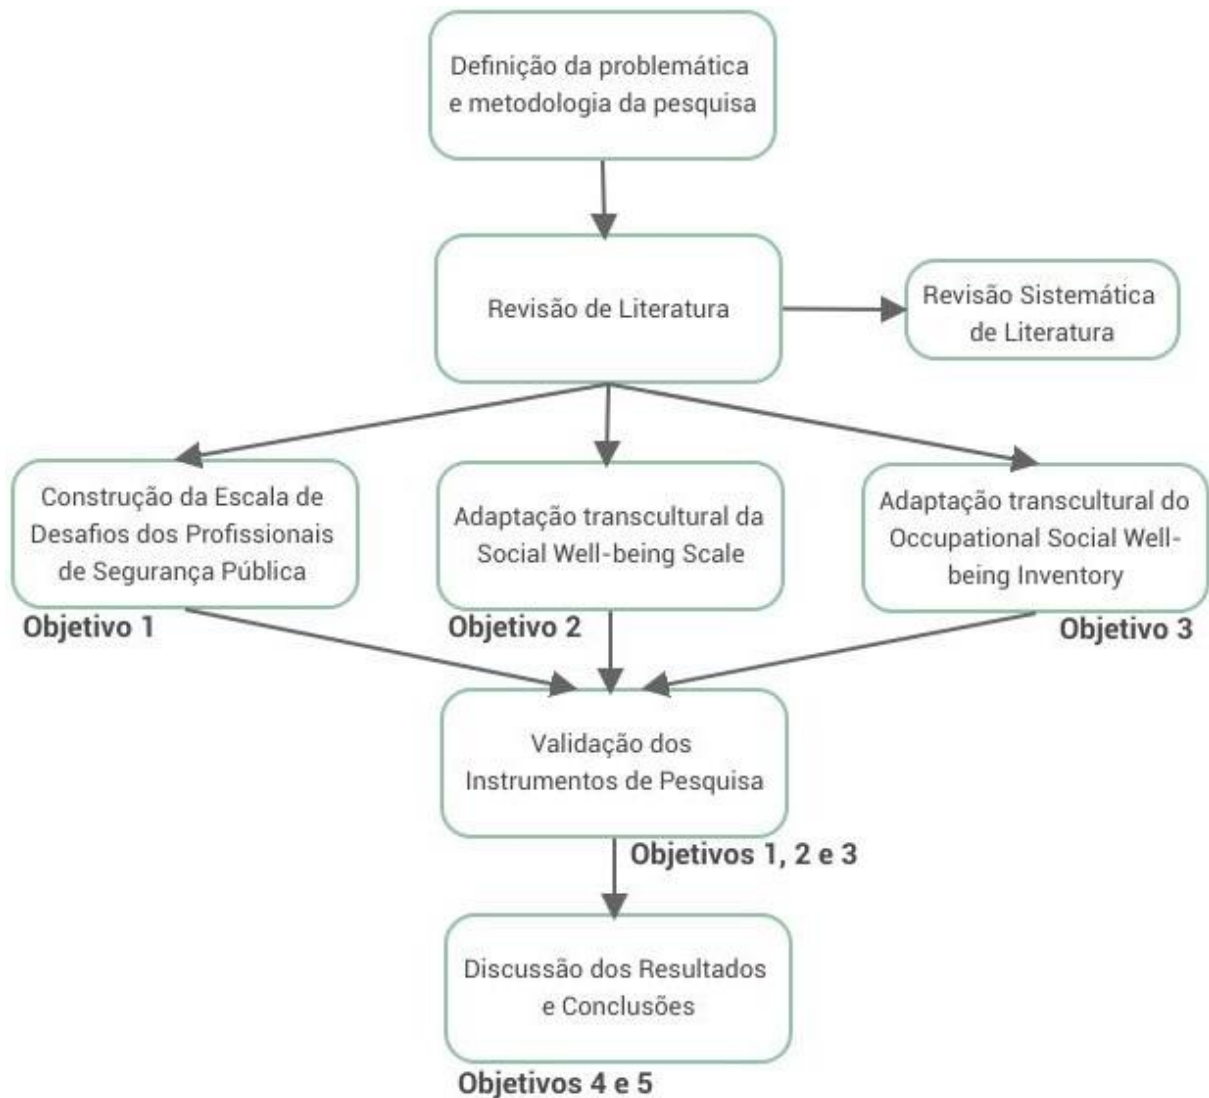 Definição da problemática
e metodologia da pesquisa
Revisão de Literatura
Revisão Sistemática
de Literatura
Construção da Escala de
Desafios dos Profissionais
de Segurança Pública
Objetivo 1
Adaptação transcultural da
Social Well-being Scale
Objetivo 2
Adaptação transcultural do
Occupational Social Well-
being Inventory
Objetivo 3
Validação dos
Instrumentos de Pesquisa
Objetivos 1, 2 e 3
Discussão dos Resultados
e Conclusões
Objetivos 4 e 5